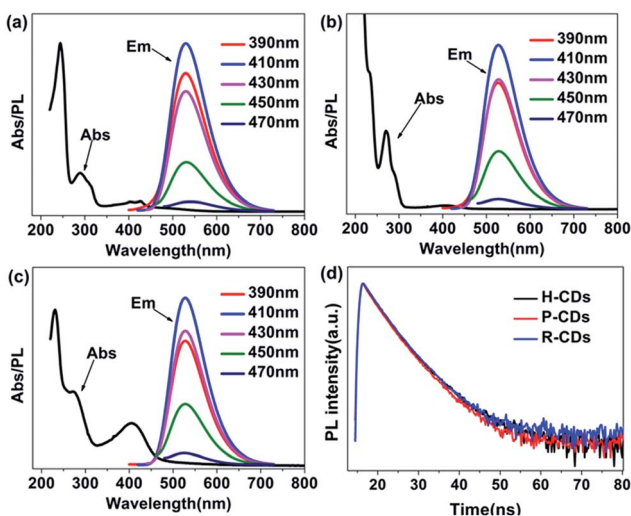 (a)
Em
Abs
390nm
410nm
430nm
450nm
470nm
Abs/PL
200 300 400 500 600 700 800
Wavelength(nm)
(b)
Em
Abs
390nm
410nm
430nm
450nm
470nm
Abs/PL
200 300 400 500 600 700 800
Wavelength(nm)
(c)
Em
Abs
390nm
410nm
430nm
450nm
470nm
Abs/PL
200 300 400 500 600 700 800
Wavelength(nm)
(d)
H-CDs
P-CDs
R-CDs
PL intensity(a.u.)
20 30 40 50 60 70 80
Time(ns)